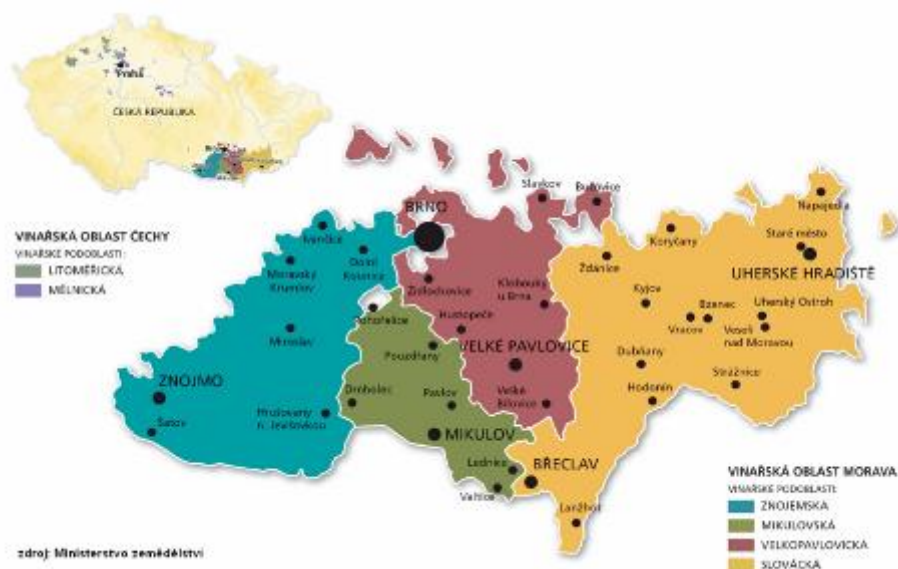 Praha
ČESKÁ REPUBLIKA
VINAŘSKÁ OBLAST ČECHY
VINAŘSKÉ PODOBLASTI:
LITOMĚŘICKÁ
MĚLNICKÁ
Slavkov
Bučovice
Napajedla
BRNO
Ivančice
Koryčany
Staré město
Dolní
Kounice
Moravský
Krumlov
Ždánice
UHERSKÉ HRADIŠTĚ
Židlochovice
Klobouky
u Brna
Kyjov
Bzenec
Uherský Ostroh
Pohořelice
Hustopeče
Vracov
Veselí
nad Moravou
Miroslav
Pouzdřany
VELKÉ PAVLOVICE
Dubňany
Strážnice
ZNOJMO
Drnholec
Pavlov
Velké
Bílovice
Hodonín
Šatov
Hrušovany
n. Jevišovkou
MIKULOV
Lednice
BŘECLAV
Valtice
Lanžhot
VINAŘSKÁ OBLAST MORAVA
VINAŘSKÉ PODOBLASTI:
ZNOJEMSKÁ
MIKULOVSKÁ
VELKOPAVLOVICKÁ
SLOVÁCKÁ
zdroj: Ministerstvo zemědělství